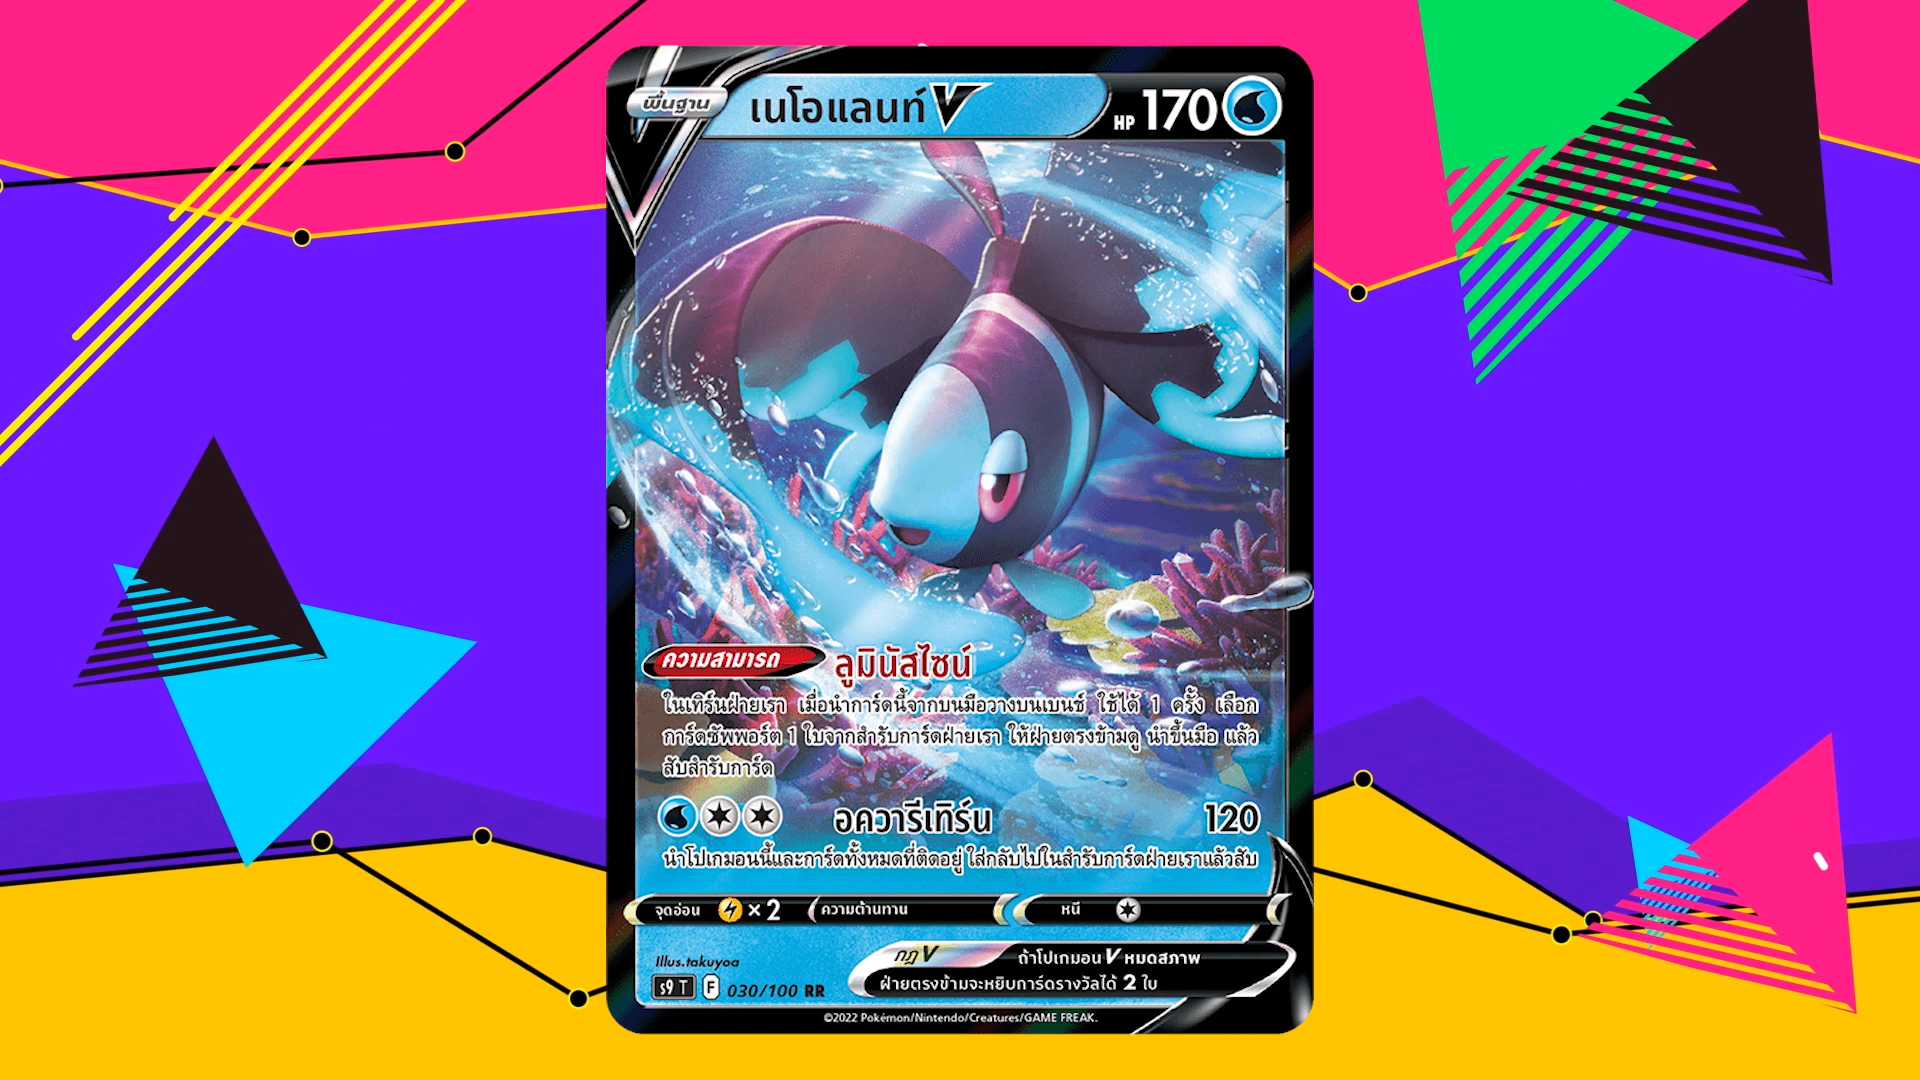 พื้นฐาน เนโอแลนท์V HP 170
ความสามารถ ลูมินัสไซน์
ในเทิร์นฝ่ายเรา เมื่อนำการ์ดนี้จากบนมือวางบนเบนช์ ใช้ได้ 1 ครั้ง เลือก
การ์ดซัพพอร์ต 1 ใบจากสำรับการ์ดฝ่ายเรา ให้ฝ่ายตรงข้ามดู นำขึ้นมือ แล้ว
สับสำรับการ์ด
อควารีเทิร์น 120
นำโปเกมอนนี้และการ์ดทั้งหมดที่ติดอยู่ ใส่กลับไปในสำรับการ์ดฝ่ายเราแล้วสับ
จุดอ่อน ×2 ความต้านทาน หนี
Illus.takuyoa
กฎV ถ้าโปเกมอนVหมดสภาพ
ฝ่ายตรงข้ามจะหยิบการ์ดรางวัลได้ 2 ใบ
s9 T F 030/100 RR
©2022 Pokémon/Nintendo/Creatures/GAME FREAK.